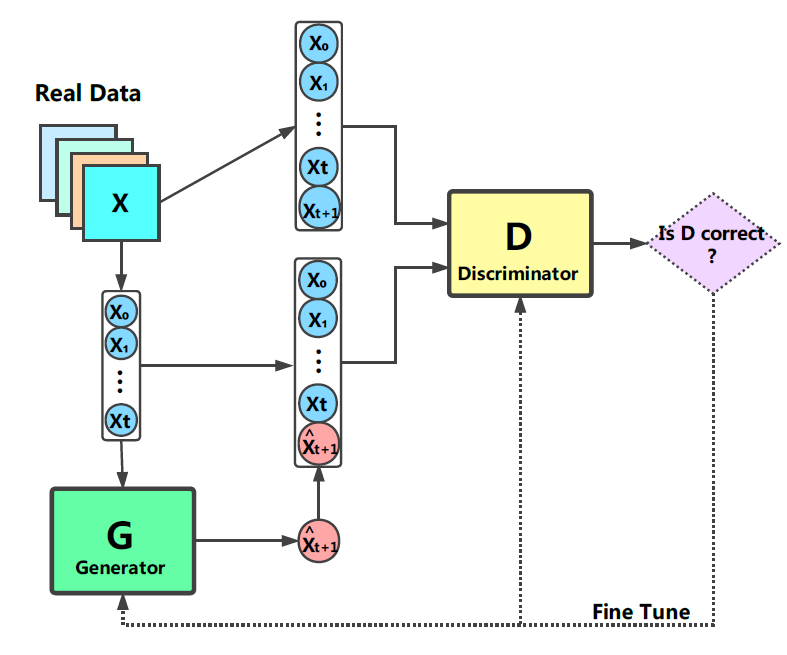 Real Data
X
X₀
X₁
⋮
Xt
Xt+1
X₀
X₁
⋮
Xt
X₀
X₁
⋮
Xt
X̂t+1
G
Generator
X̂t+1
D
Discriminator
Is D correct
?
Fine Tune